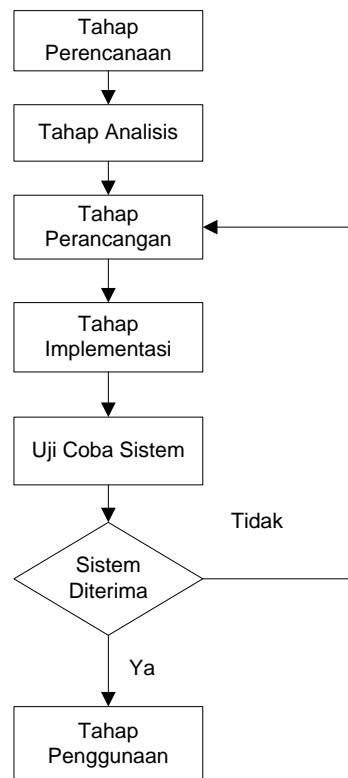 Tahap
Perencanaan
Tahap Analisis
Tahap
Perancangan
Tahap
Implementasi
Uji Coba Sistem
Tidak
Sistem
Diterima
Ya
Tahap
Penggunaan